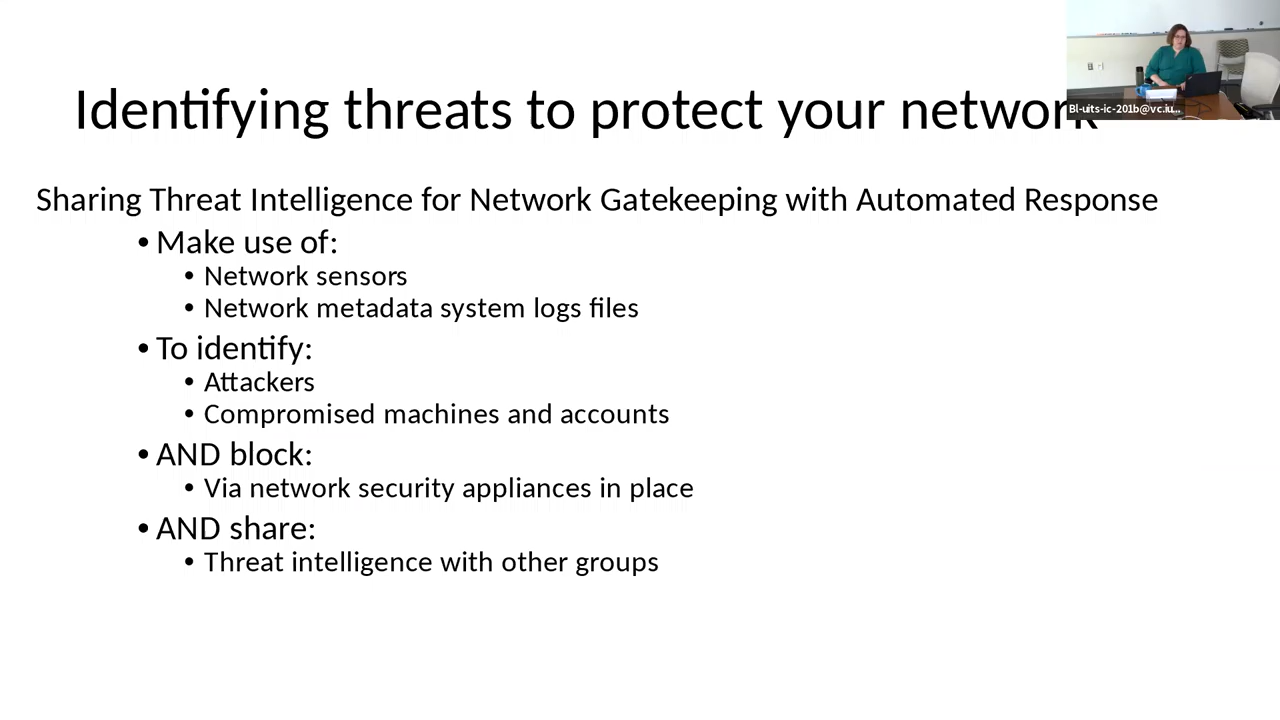 Identifying threats to protect your network
Bl-uits-ic-201b@vc.iu...
Sharing Threat Intelligence for Network Gatekeeping with Automated Response
• Make use of:
• Network sensors
• Network metadata system logs files
• To identify:
• Attackers
• Compromised machines and accounts
• AND block:
• Via network security appliances in place
• AND share:
• Threat intelligence with other groups